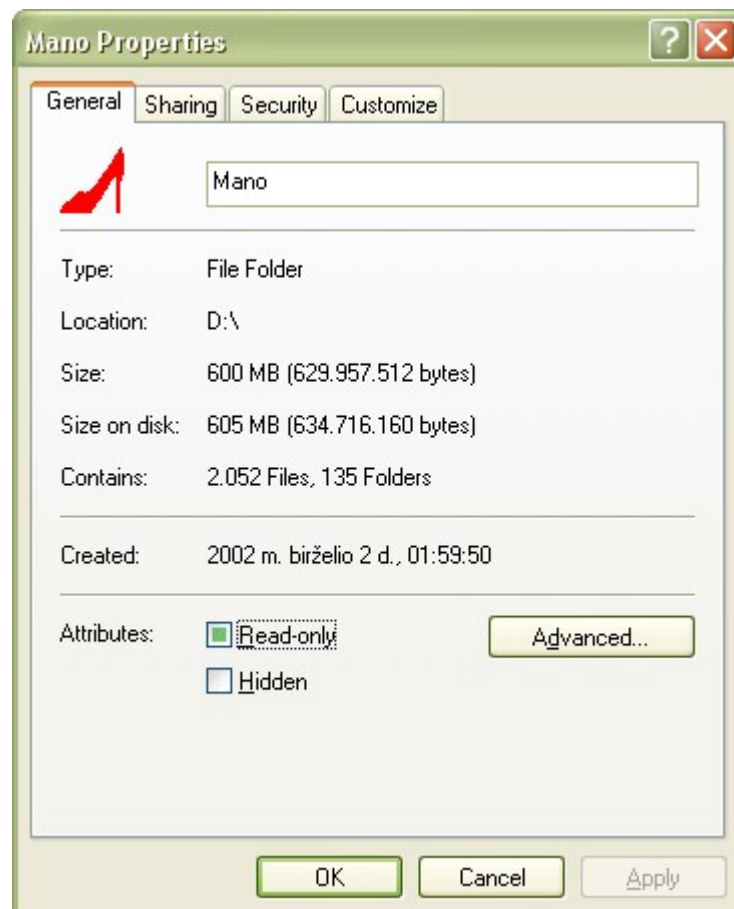 Mano Properties
General Sharing Security Customize
Mano
Type: File Folder
Location: D:\
Size: 600 MB (629.957.512 bytes)
Size on disk: 605 MB (634.716.160 bytes)
Contains: 2.052 Files, 135 Folders
Created: 2002 m. birželio 2 d., 01:59:50
Attributes: Read-only Advanced...
Hidden
OK Cancel Apply